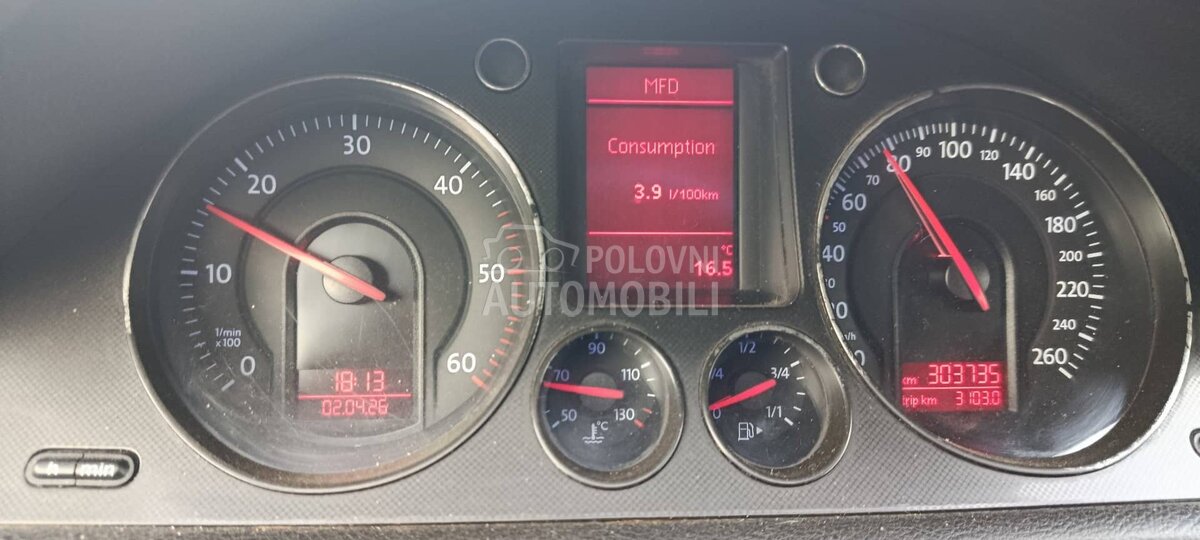 MFD
Consumption
3.9 l/100km
°C
16.5
0
10
20
30
40
50
60
1/min
x100
18:13
02.04.26
50
70
90
110
130
°C
0
1/2
3/4
1/1
40
50
60
70
80
90
100
120
140
160
180
200
220
240
260
km 303735
trip km 3103.0
h min
POLOVNI
AUTOMOBILI